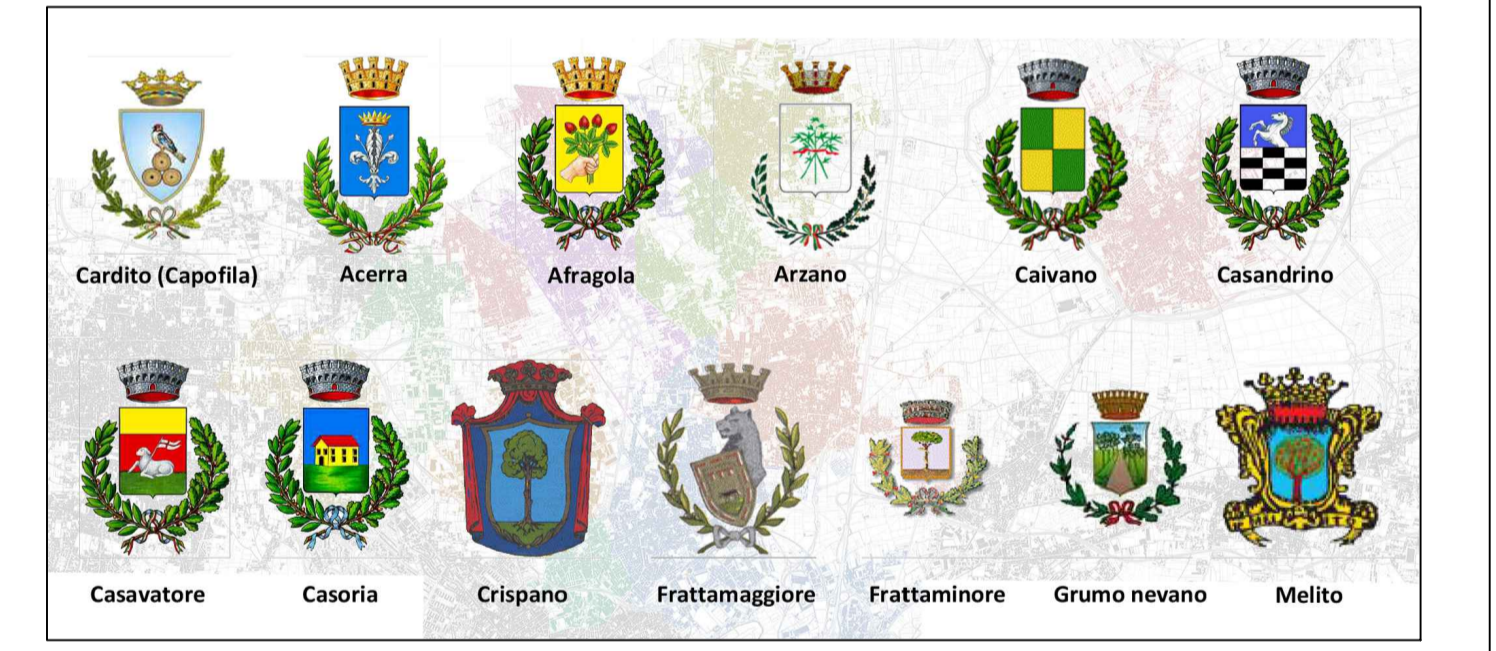 Cardito (Capofila) Acerra Afragola Arzano Caivano Casandrino
Casavatore Casoria Crispano Frattamaggiore Frattaminore Grumo nevano Melito